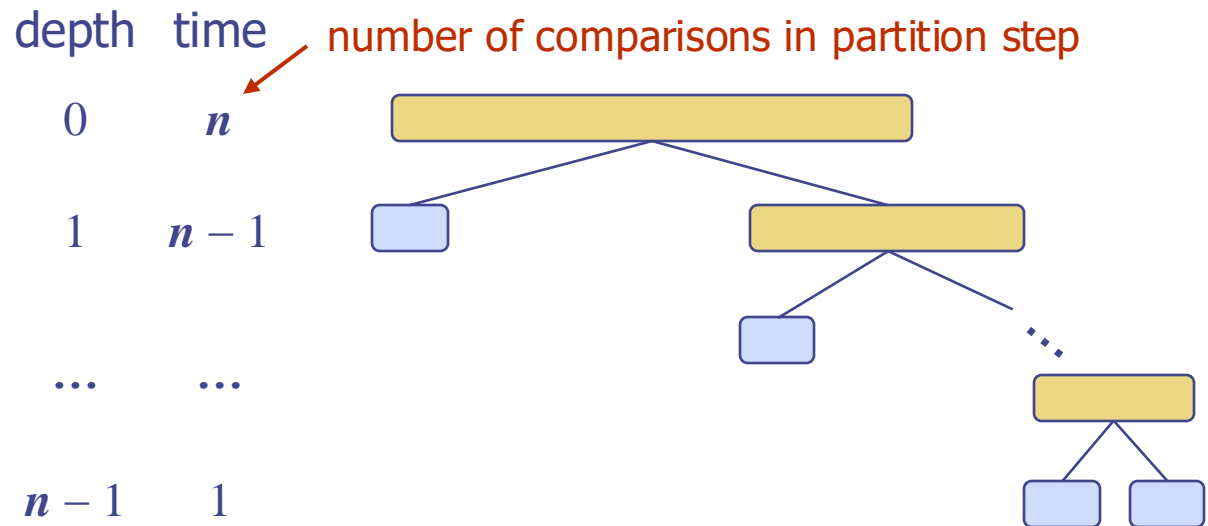 depth time number of comparisons in partition step
0 n
1 n – 1
... ...
n – 1 1